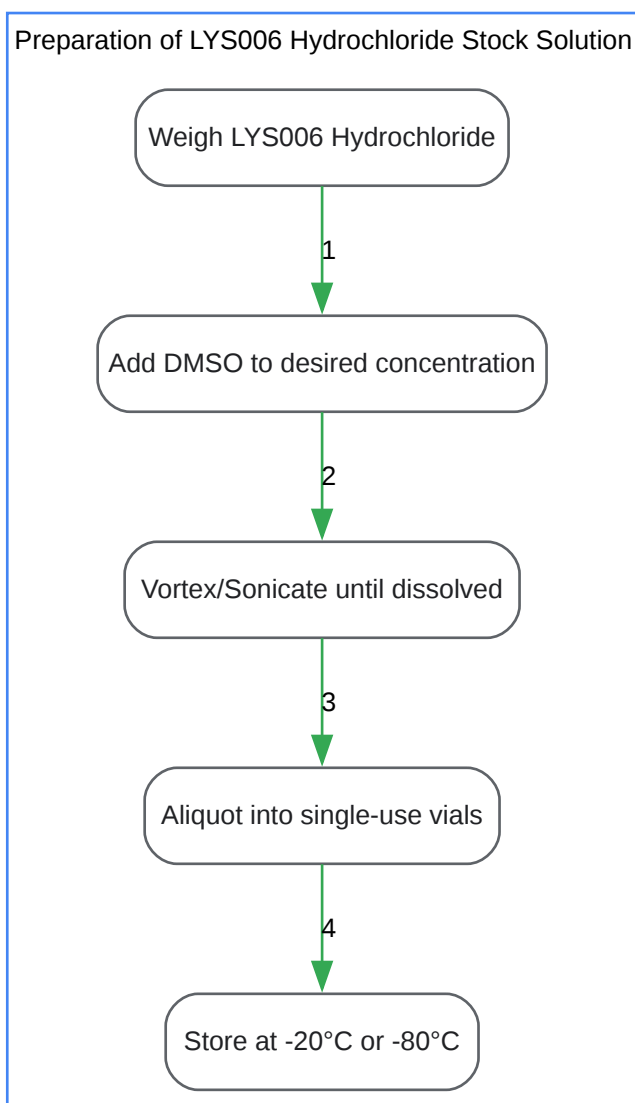 Preparation of LYS006 Hydrochloride Stock Solution
Weigh LYS006 Hydrochloride
1
Add DMSO to desired concentration
2
Vortex/Sonicate until dissolved
3
Aliquot into single-use vials
4
Store at -20°C or -80°C